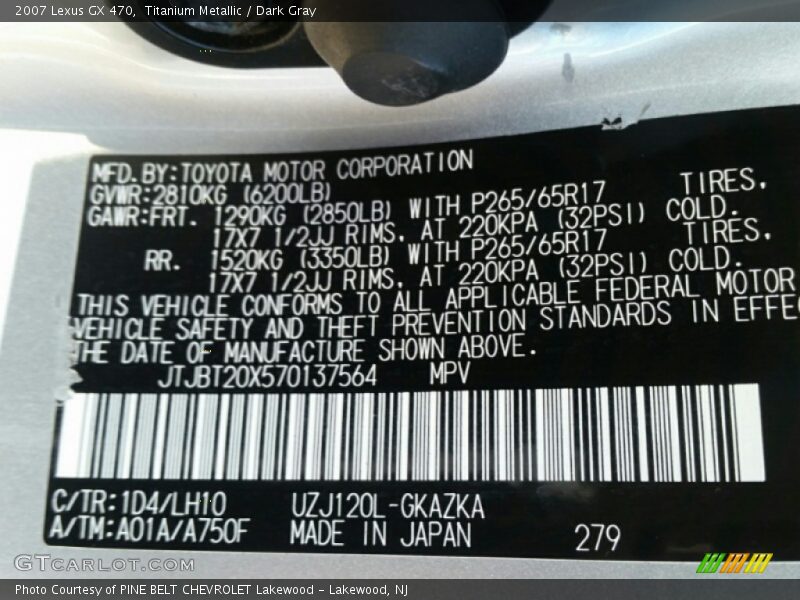 2007 Lexus GX 470, Titanium Metallic / Dark Gray
MFD. BY: TOYOTA MOTOR CORPORATION
GVWR: 2810KG (6200LB)
GAWR: FRT. 1290KG (2850LB) WITH P265/65R17 TIRES,
17X7 1/2JJ RIMS, AT 220KPA (32PSI) COLD.
RR. 1520KG (3350LB) WITH P265/65R17 TIRES,
17X7 1/2JJ RIMS, AT 220KPA (32PSI) COLD.
THIS VEHICLE CONFORMS TO ALL APPLICABLE FEDERAL MOTOR
VEHICLE SAFETY AND THEFT PREVENTION STANDARDS IN EFFEC
THE DATE OF MANUFACTURE SHOWN ABOVE.
JTJBT20X570137564 MPV
C/TR: 1D4/LH10 UZJ120L-GKAZKA
A/TM: A01A/A750F MADE IN JAPAN 279
GTCARLOT.COM
Photo Courtesy of PINE BELT CHEVROLET Lakewood - Lakewood, NJ